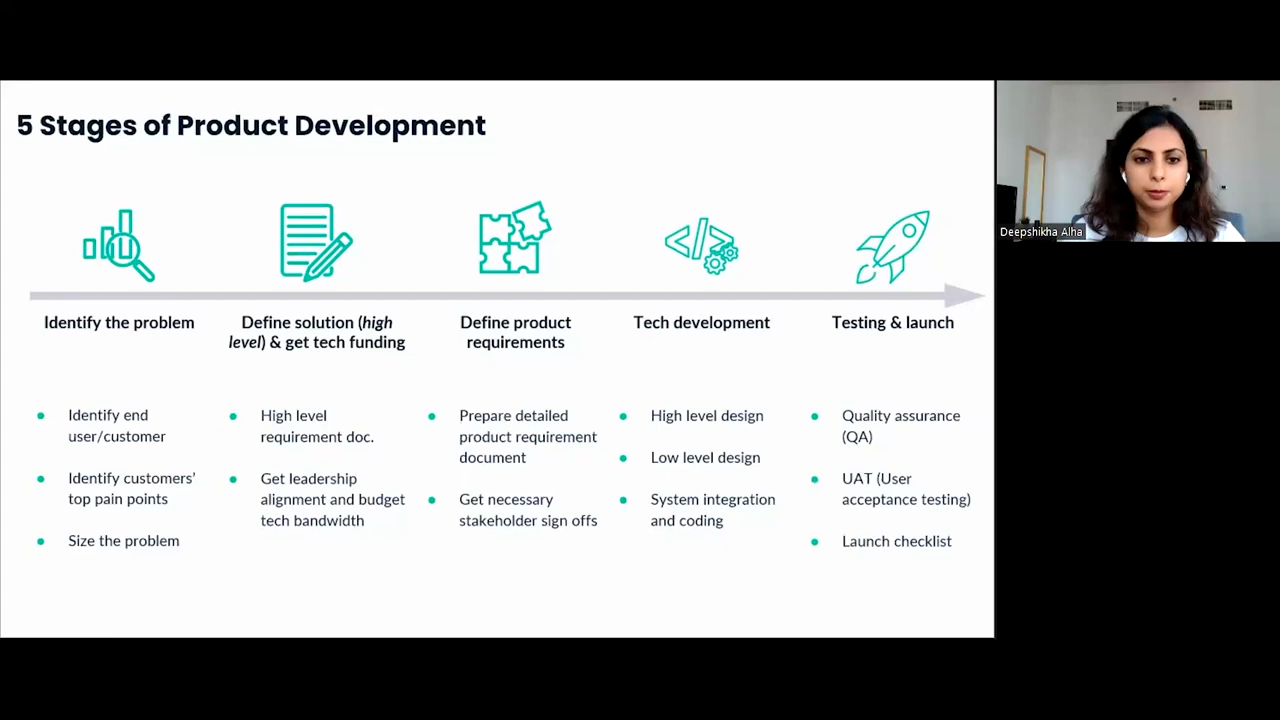 5 Stages of Product Development
Deepshikha Alha
Identify the problem
Define solution (high
level) & get tech funding
Define product
requirements
Tech development
Testing & launch
Identify end
user/customer
Identify customers’
top pain points
Size the problem
High level
requirement doc.
Get leadership
alignment and budget
tech bandwidth
Prepare detailed
product requirement
document
Get necessary
stakeholder sign offs
High level design
Low level design
System integration
and coding
Quality assurance
(QA)
UAT (User
acceptance testing)
Launch checklist